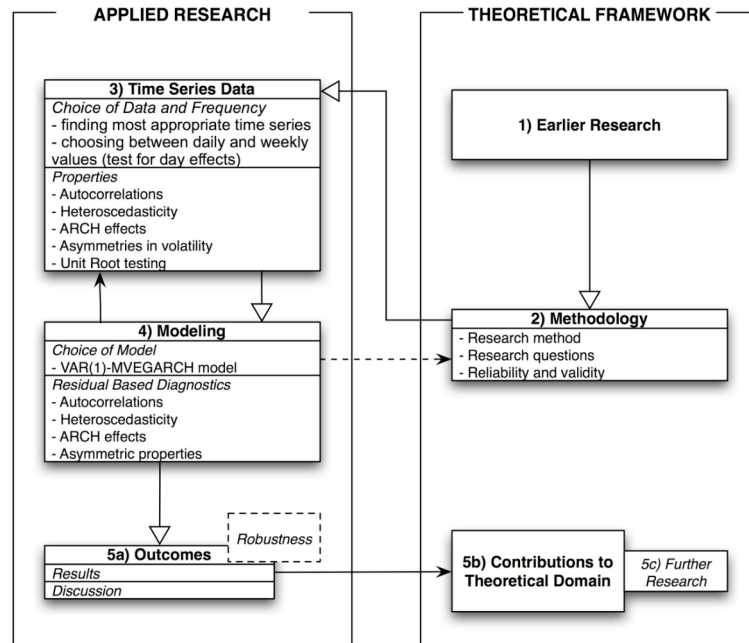 APPLIED RESEARCH
3) Time Series Data
Choice of Data and Frequency
- finding most appropriate time series
- choosing between daily and weekly
values (test for day effects)
Properties
- Autocorrelations
- Heteroscedasticity
- ARCH effects
- Asymmetries in volatility
- Unit Root testing
4) Modeling
Choice of Model
- VAR(1)-MVEGARCH model
Residual Based Diagnostics
- Autocorrelations
- Heteroscedasticity
- ARCH effects
- Asymmetric properties
Robustness
5a) Outcomes
Results
Discussion
THEORETICAL FRAMEWORK
1) Earlier Research
2) Methodology
- Research method
- Research questions
- Reliability and validity
5b) Contributions to
Theoretical Domain
5c) Further
Research